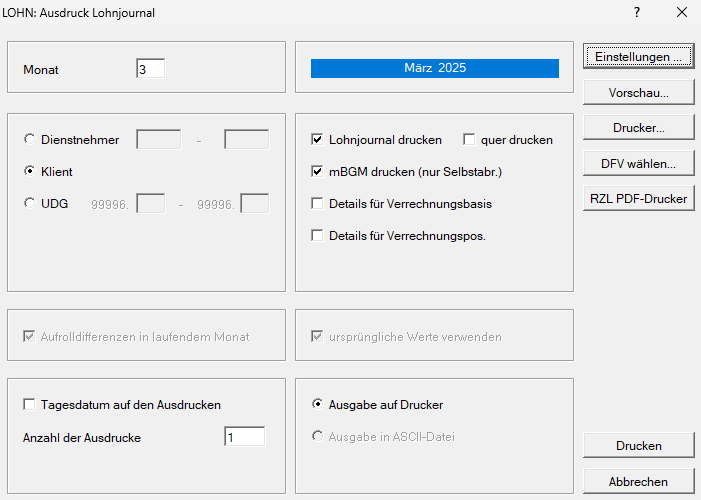 LOHN: Ausdruck Lohnjournal
?
Monat 3
März 2025
Einstellungen ...
Vorschau...
Drucker...
DFV wählen...
RZL PDF-Drucker
Dienstnehmer -
Klient
UDG 99996. - 99996.
Lohnjournal drucken quer drucken
mBGM drucken (nur Selbstabr.)
Details für Verrechnungsbasis
Details für Verrechnungspos.
Aufrolldifferenzen in laufendem Monat
ursprüngliche Werte verwenden
Tagesdatum auf den Ausdrucken
Anzahl der Ausdrucke 1
Ausgabe auf Drucker
Ausgabe in ASCII-Datei
Drucken
Abbrechen